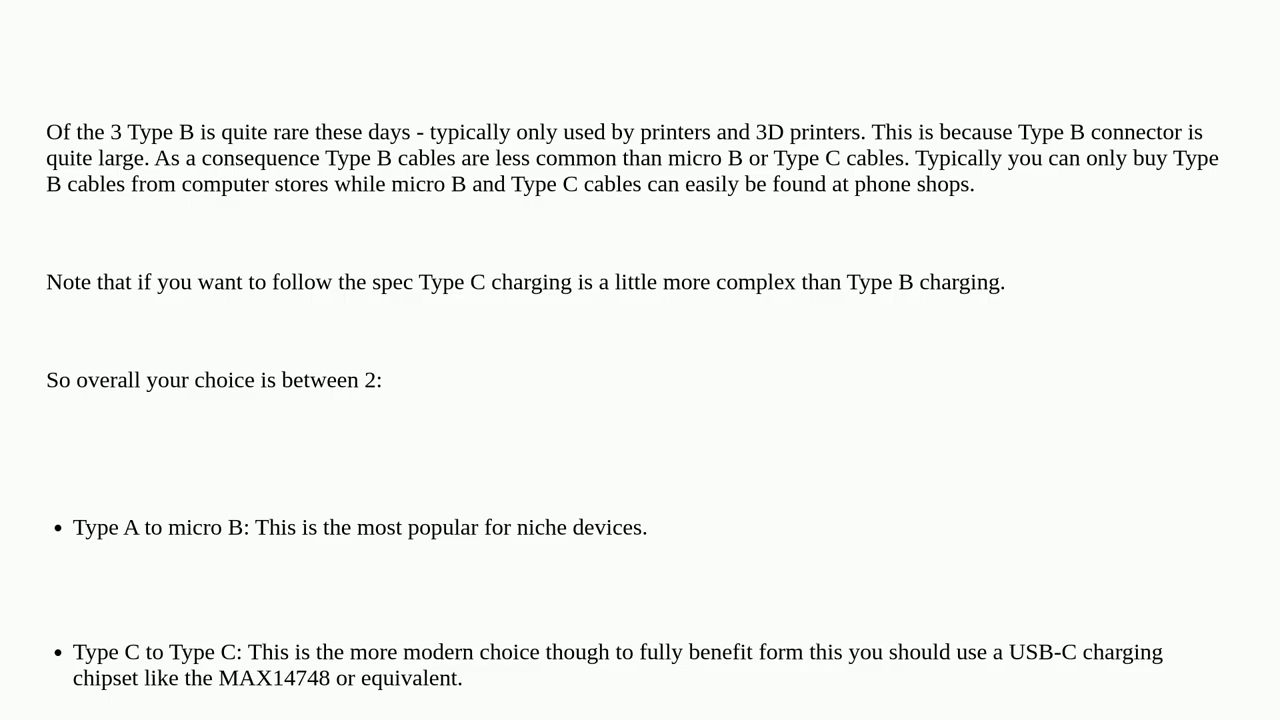 Of the 3 Type B is quite rare these days - typically only used by printers and 3D printers. This is because Type B connector is
quite large. As a consequence Type B cables are less common than micro B or Type C cables. Typically you can only buy Type
B cables from computer stores while micro B and Type C cables can easily be found at phone shops.
Note that if you want to follow the spec Type C charging is a little more complex than Type B charging.
So overall your choice is between 2:
• Type A to micro B: This is the most popular for niche devices.
• Type C to Type C: This is the more modern choice though to fully benefit form this you should use a USB-C charging
chipset like the MAX14748 or equivalent.